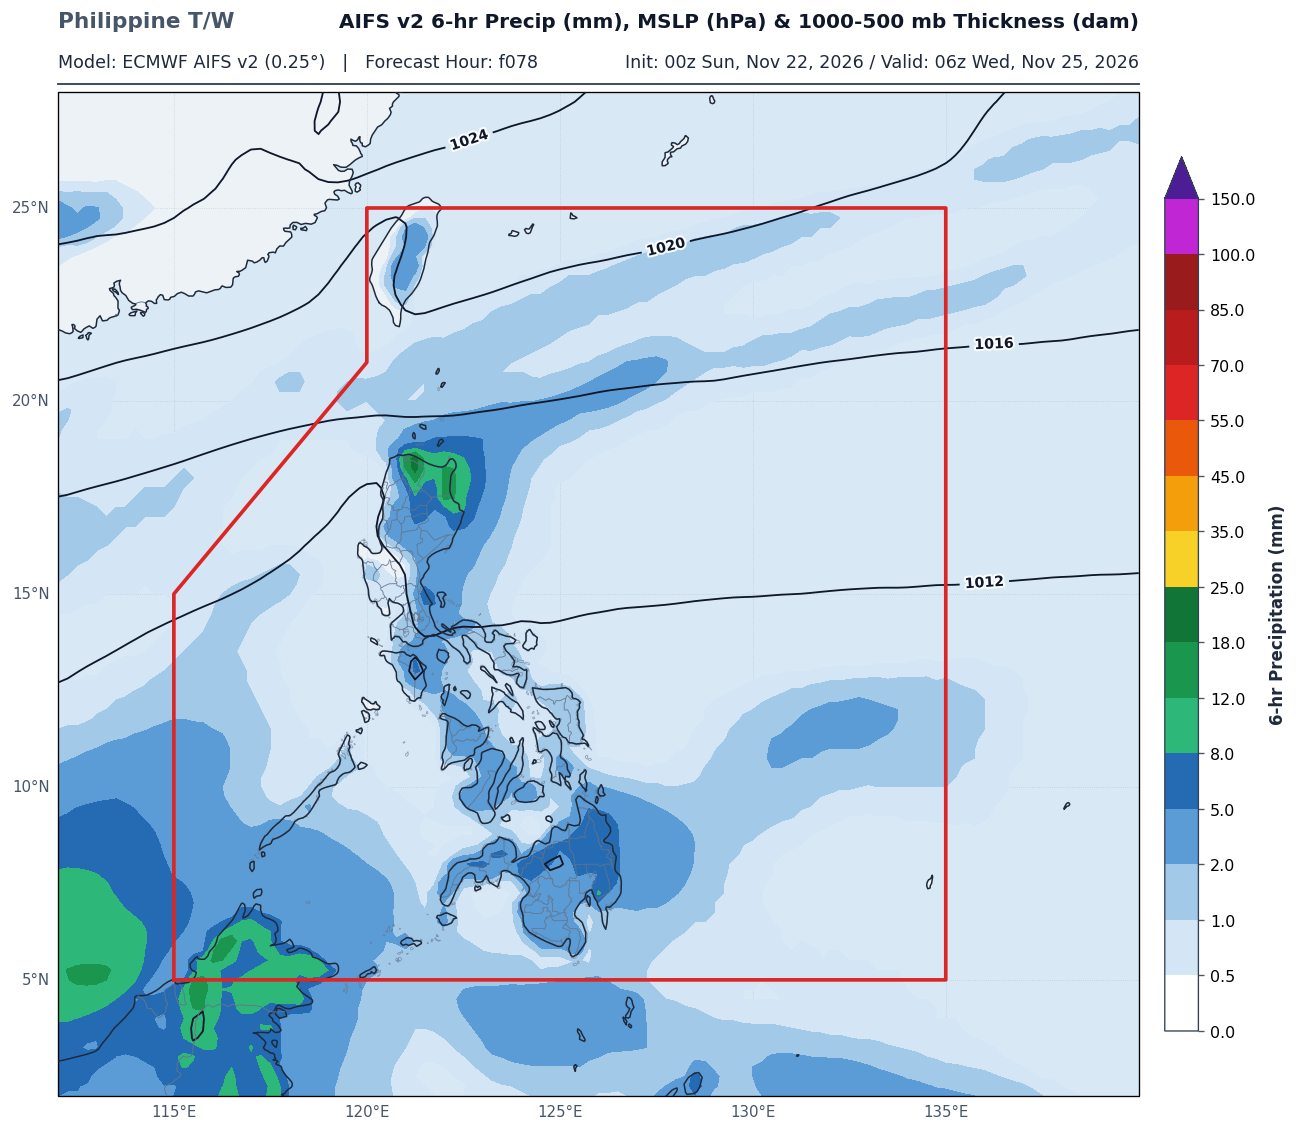 Philippine T/W
AIFS v2 6-hr Precip (mm), MSLP (hPa) & 1000-500 mb Thickness (dam)
Model: ECMWF AIFS v2 (0.25°) | Forecast Hour: f078
Init: 00z Sun, Nov 22, 2026 / Valid: 06z Wed, Nov 25, 2026
1024
1020
1016
1012
25°N
20°N
15°N
10°N
5°N
115°E
120°E
125°E
130°E
135°E
150.0
100.0
85.0
70.0
55.0
45.0
35.0
25.0
18.0
12.0
8.0
5.0
2.0
1.0
0.5
0.0
6-hr Precipitation (mm)